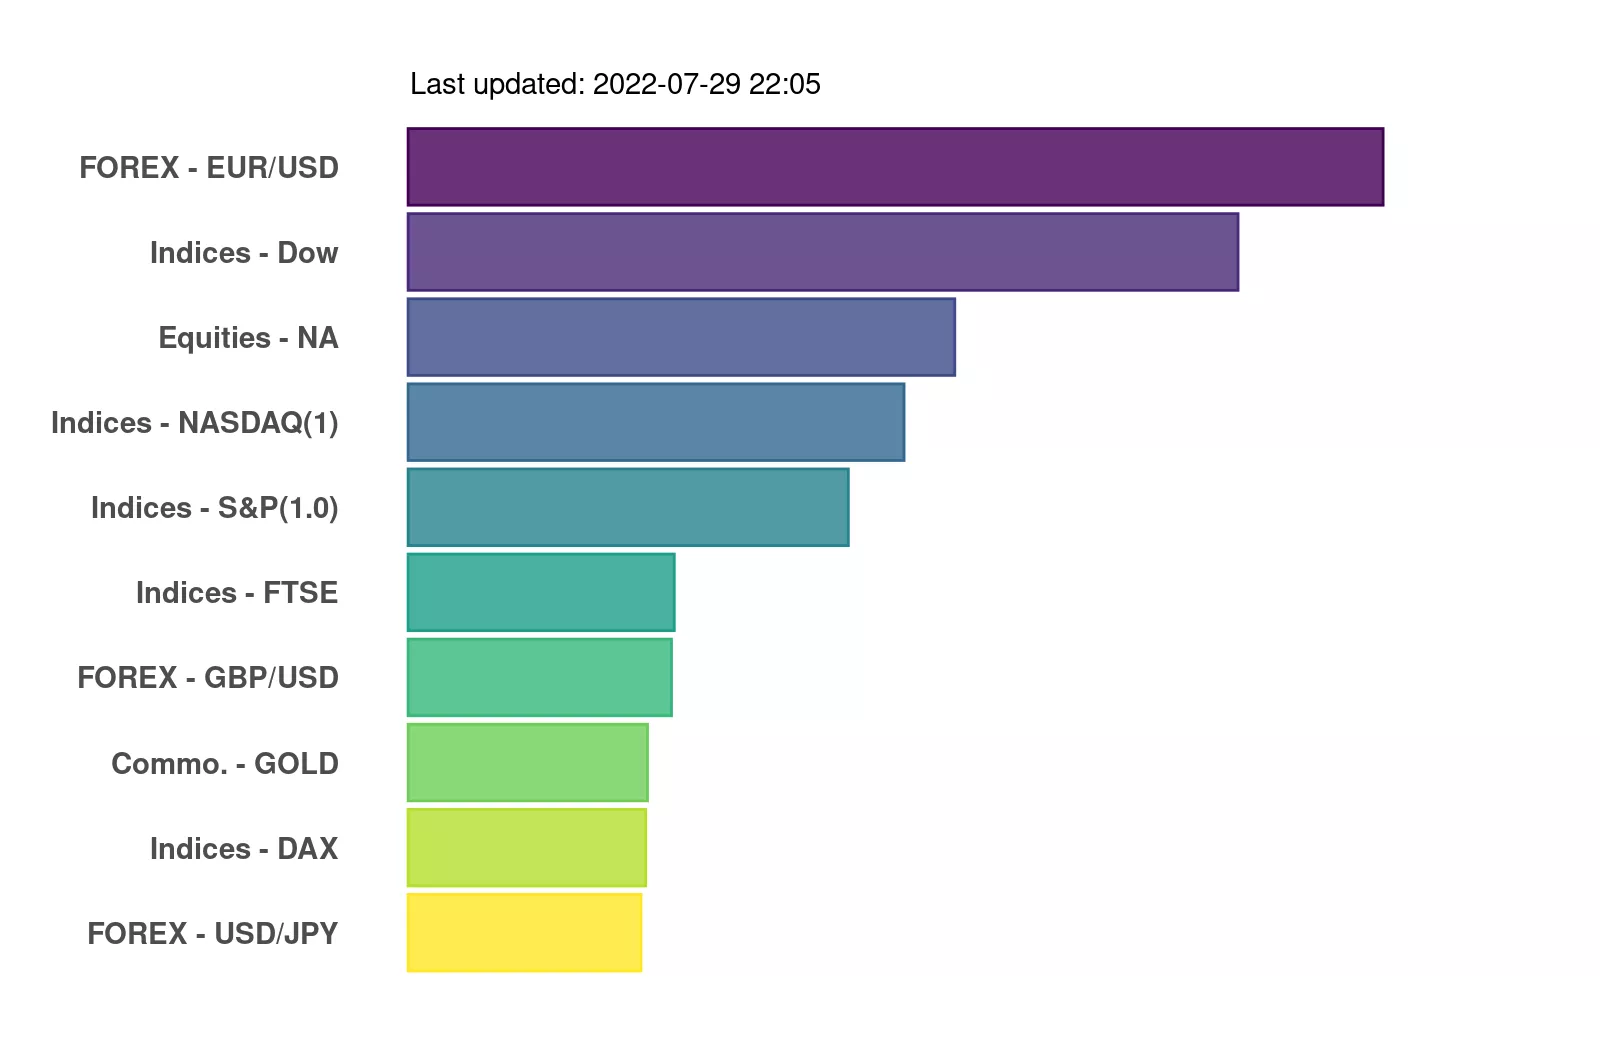 Last updated: 2022-07-29 22:05
FOREX - EUR/USD
Indices - Dow
Equities - NA
Indices - NASDAQ(1)
Indices - S&P(1.0)
Indices - FTSE
FOREX - GBP/USD
Commo. - GOLD
Indices - DAX
FOREX - USD/JPY